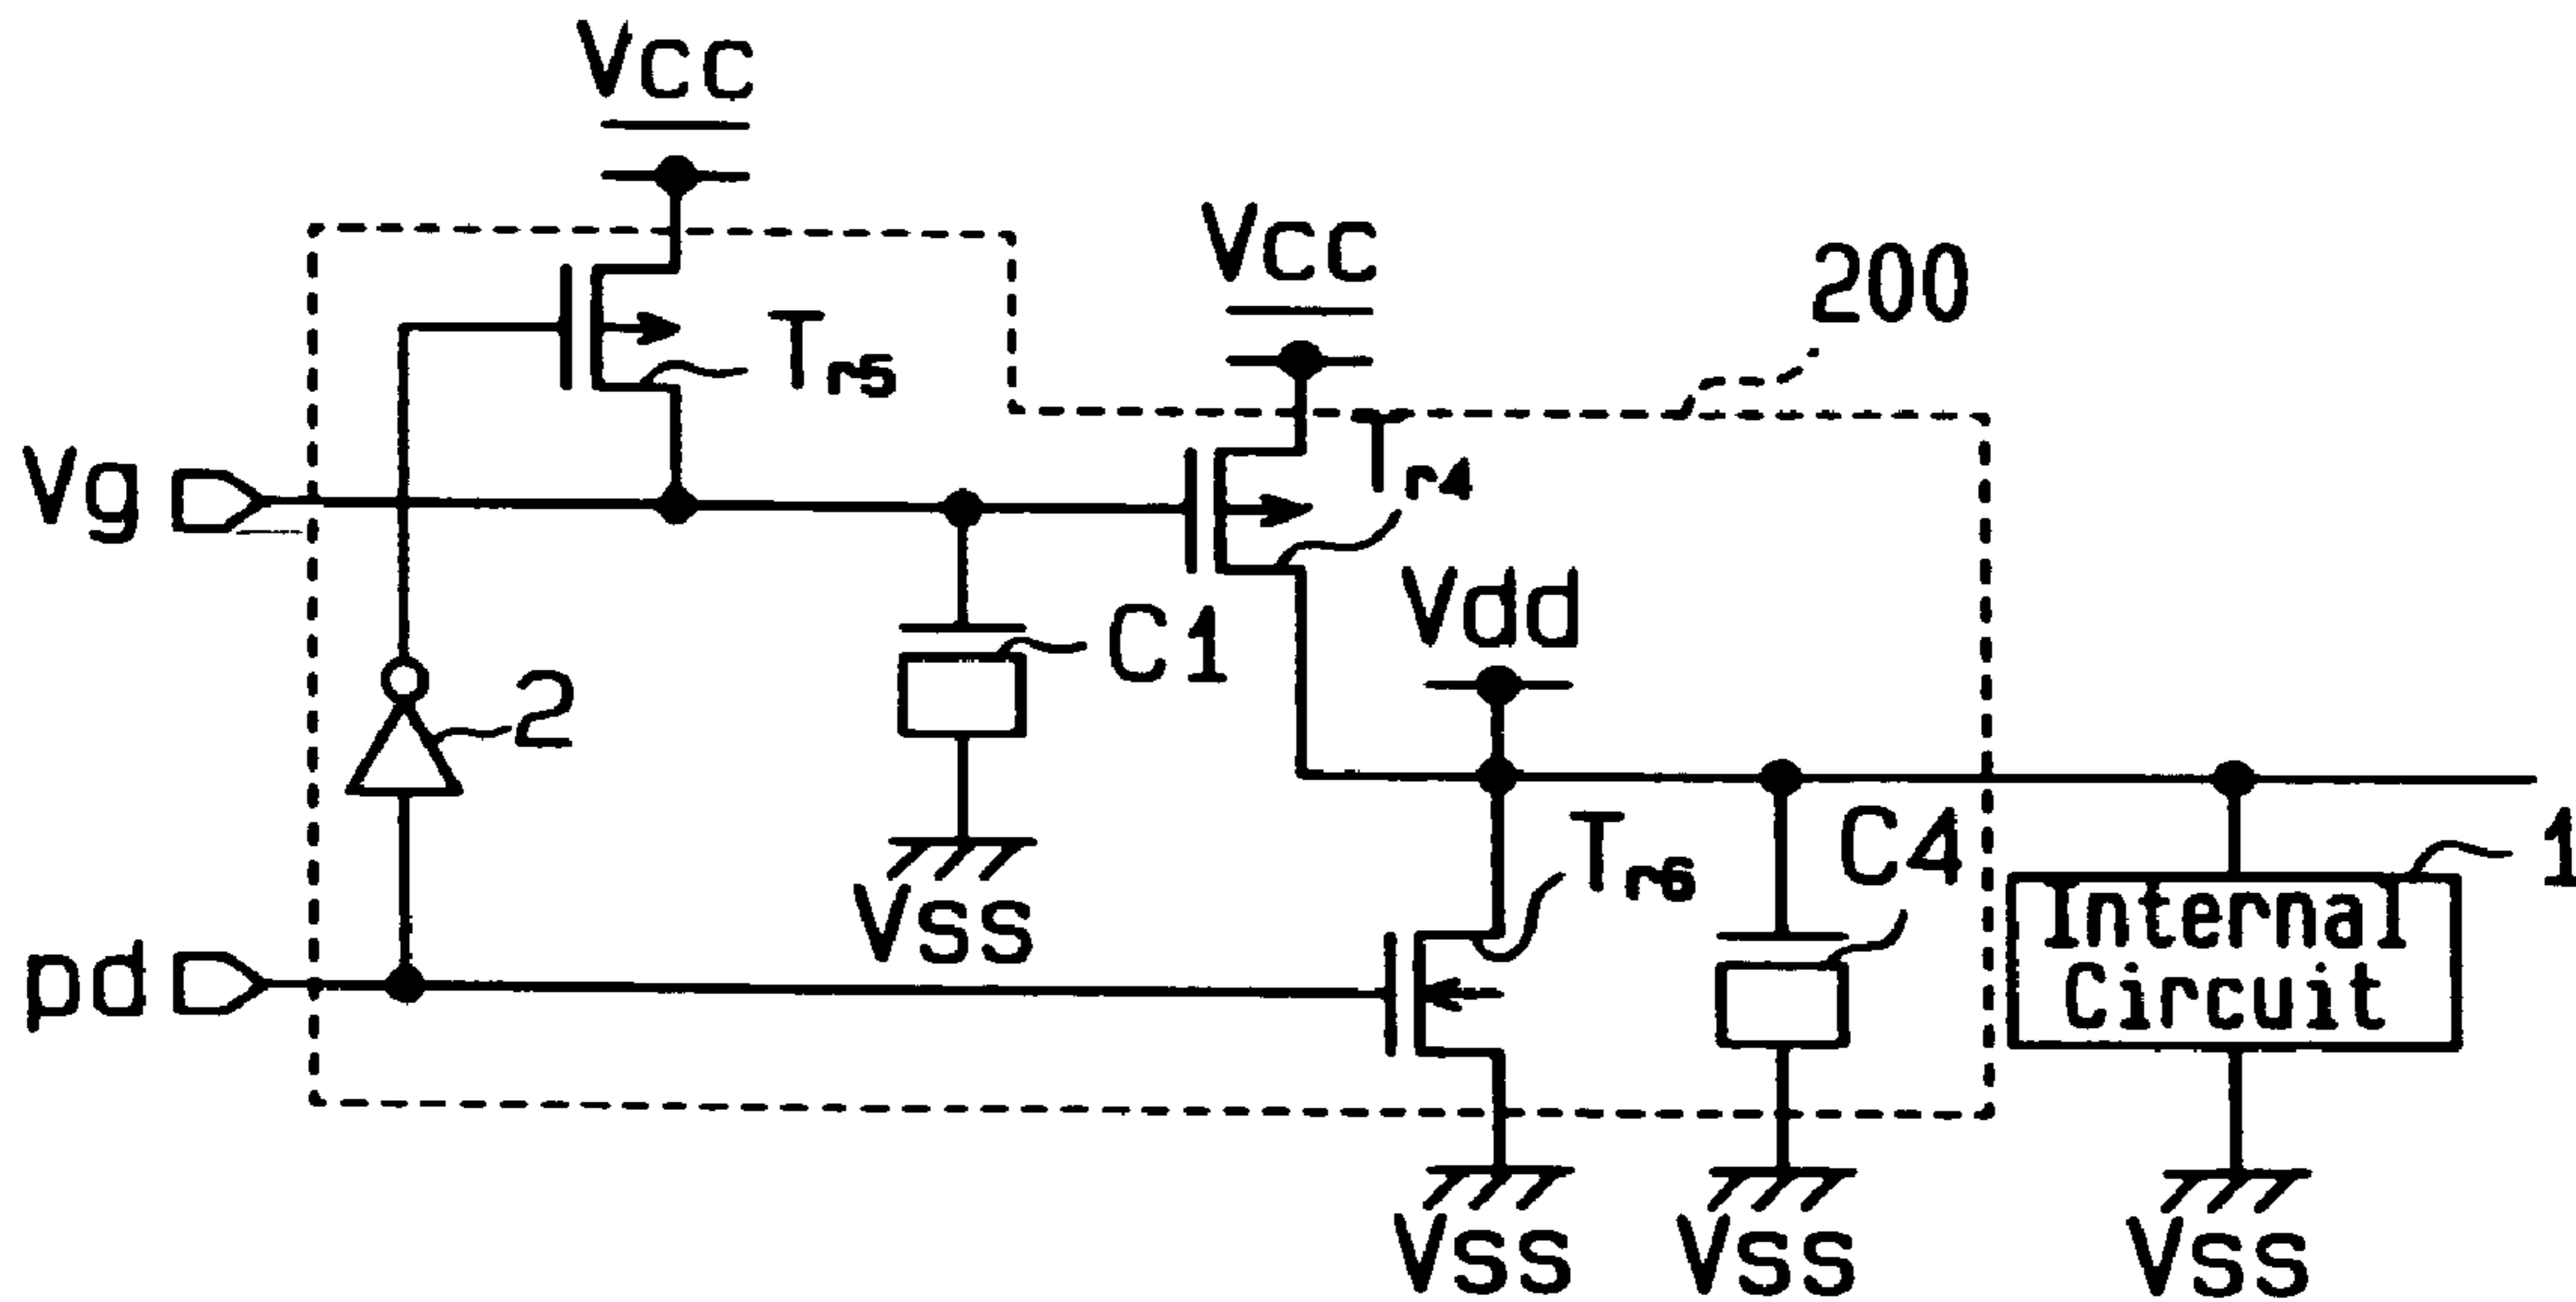 Vcc
Vcc
200
Tr5
Tr4
Vg
Vdd
C1
2
C4
1
Tr6
Internal
Circuit
Vss
pd
Vss
Vss
Vss